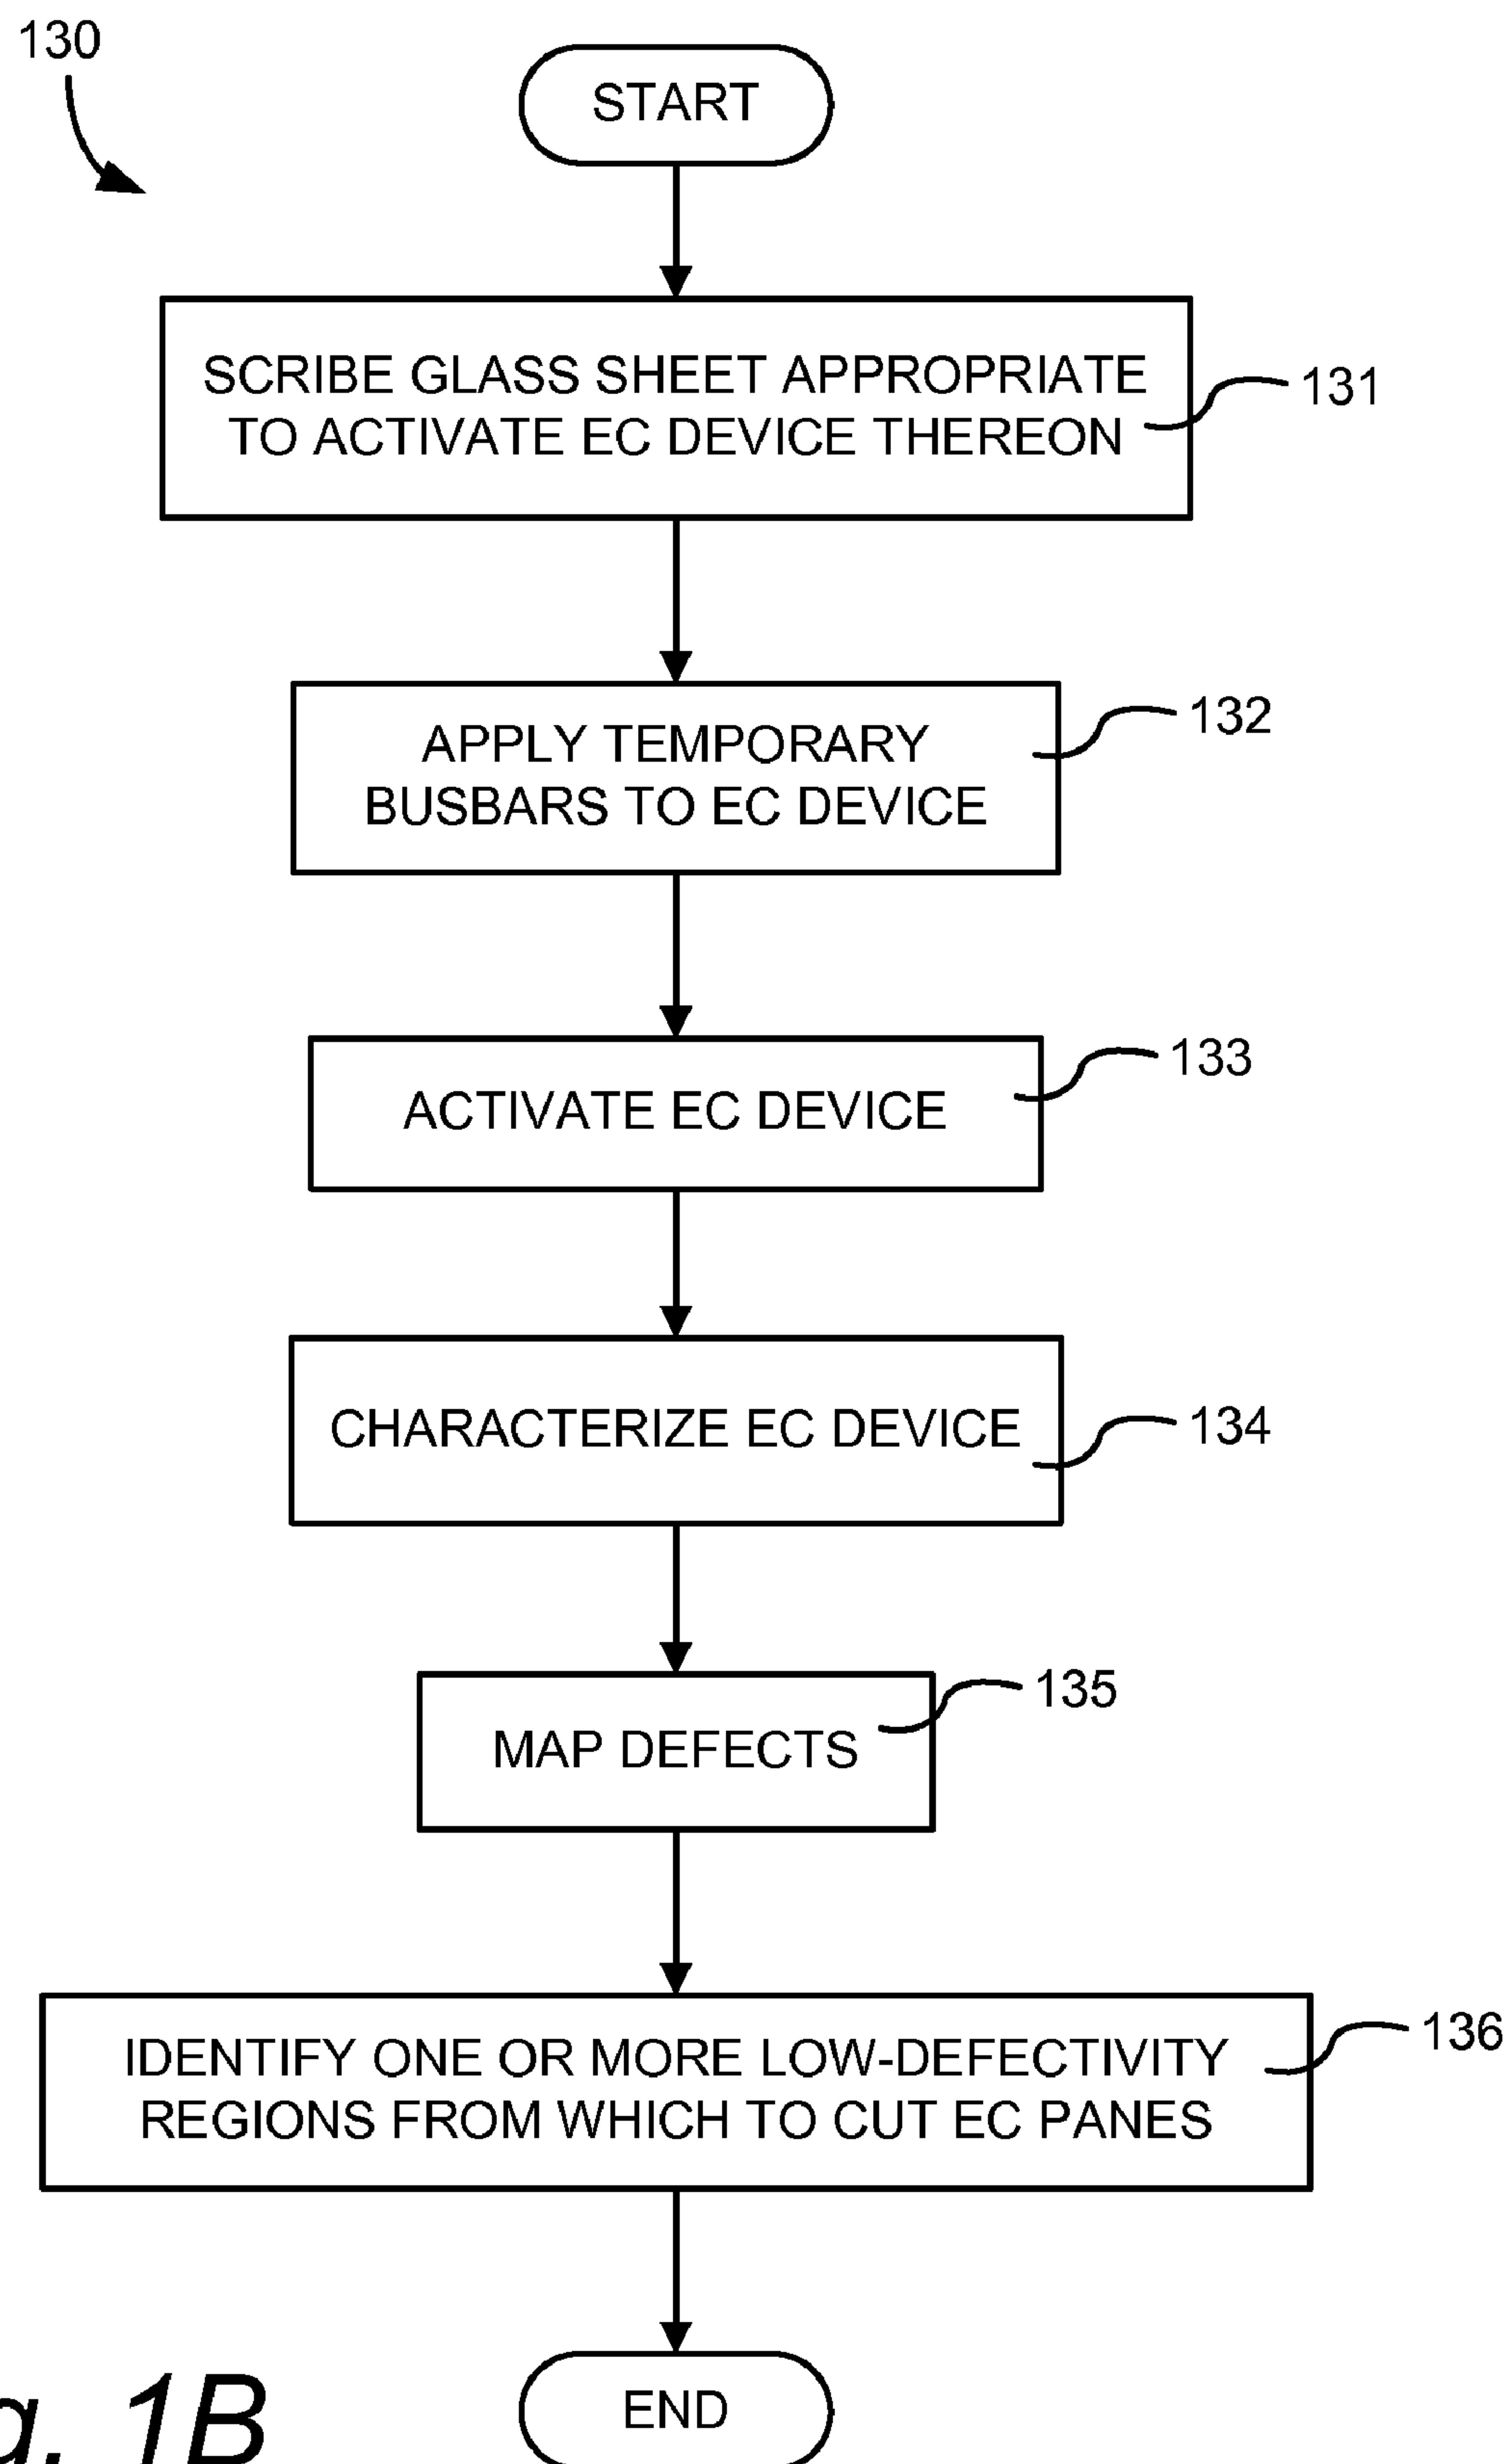 130
START
SCRIBE GLASS SHEET APPROPRIATE
TO ACTIVATE EC DEVICE THEREON
131
APPLY TEMPORARY
BUSBARS TO EC DEVICE
132
ACTIVATE EC DEVICE
133
CHARACTERIZE EC DEVICE
134
MAP DEFECTS
135
IDENTIFY ONE OR MORE LOW-DEFECTIVITY
REGIONS FROM WHICH TO CUT EC PANES
136
END
g. 1B